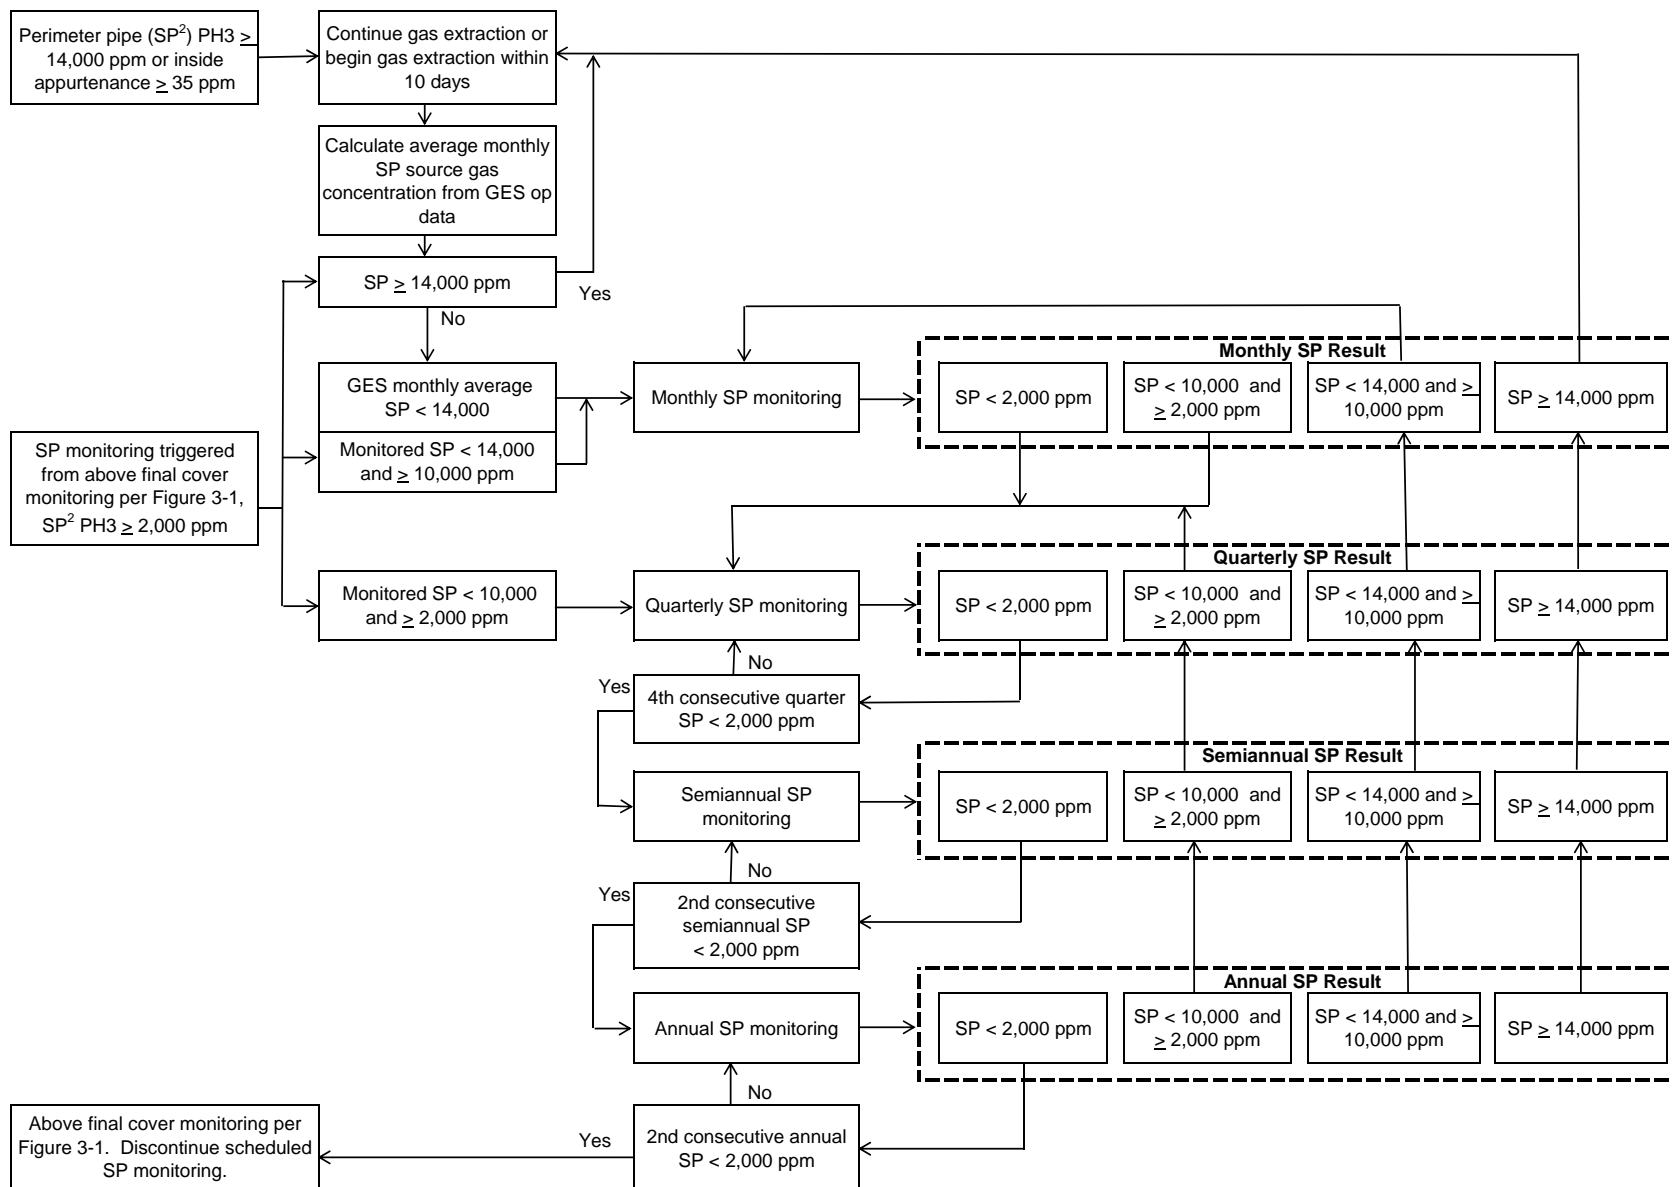 Perimeter pipe (SP²) PH3 ≥
14,000 ppm or inside
appurtenance ≥ 35 ppm
Continue gas extraction or
begin gas extraction within
10 days
Calculate average monthly
SP source gas
concentration from GES op
data
SP ≥ 14,000 ppm
Yes
No
GES monthly average
SP < 14,000
Monitored SP < 14,000
and ≥ 10,000 ppm
SP monitoring triggered
from above final cover
monitoring per Figure 3-1,
SP² PH3 ≥ 2,000 ppm
Monitored SP < 10,000
and ≥ 2,000 ppm
Monthly SP monitoring
Monthly SP Result
SP < 2,000 ppm
SP < 10,000 and
≥ 2,000 ppm
SP < 14,000 and ≥
10,000 ppm
SP ≥ 14,000 ppm
Quarterly SP monitoring
Quarterly SP Result
SP < 2,000 ppm
SP < 10,000 and
≥ 2,000 ppm
SP < 14,000 and ≥
10,000 ppm
SP ≥ 14,000 ppm
No
Yes
4th consecutive quarter
SP < 2,000 ppm
Semiannual SP
monitoring
Semiannual SP Result
SP < 2,000 ppm
SP < 10,000 and
≥ 2,000 ppm
SP < 14,000 and ≥
10,000 ppm
SP ≥ 14,000 ppm
No
Yes
2nd consecutive
semiannual SP
< 2,000 ppm
Annual SP monitoring
Annual SP Result
SP < 2,000 ppm
SP < 10,000 and
≥ 2,000 ppm
SP < 14,000 and ≥
10,000 ppm
SP ≥ 14,000 ppm
No
Yes
2nd consecutive annual
SP < 2,000 ppm
Above final cover monitoring per
Figure 3-1. Discontinue scheduled
SP monitoring.